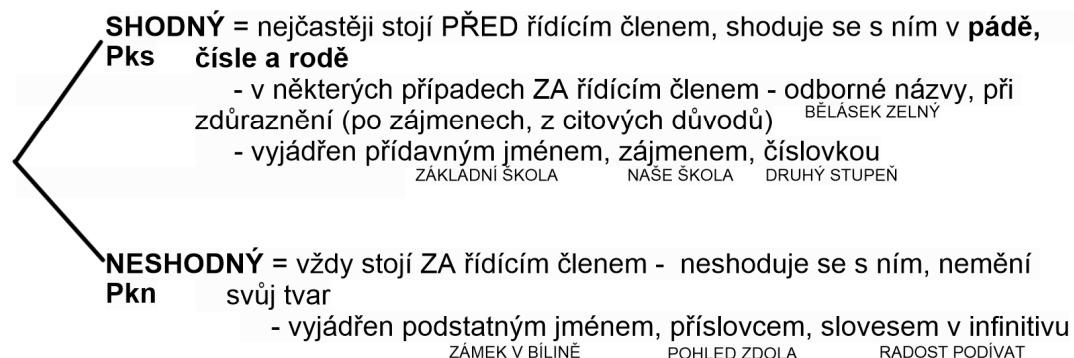 SHODNÝ = nejčastěji stojí PŘED řídícím členem, shoduje se s ním v pádě,
Pks čísle a rodě
- v některých případech ZA řídícím členem - odborné názvy, při
BĚLÁSEK ZELNÝ
zdůraznění (po zájmenech, z citových důvodů)
- vyjádřen přídavným jménem, zájmenem, číslovkou
ZÁKLADNÍ ŠKOLA NAŠE ŠKOLA DRUHÝ STUPEŇ
NESHODNÝ = vždy stojí ZA řídícím členem - neshoduje se s ním, nemění
Pkn svůj tvar
- vyjádřen podstatným jménem, příslovcem, slovesem v infinitivu
ZÁMEK V BÍLINĚ POHLED ZDOLA RADOST PODÍVAT